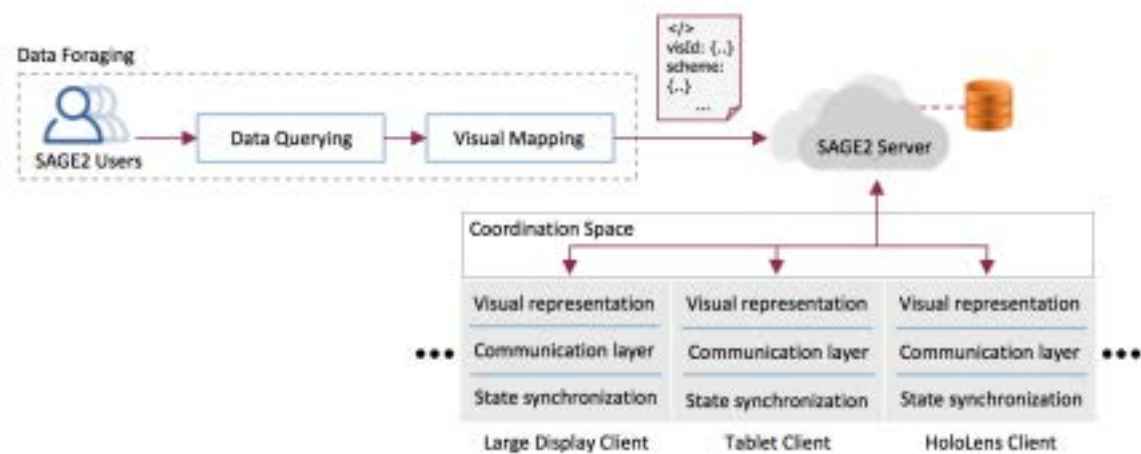 Data Foraging
SAGE2 Users
Data Querying
Visual Mapping
</>
visId: {..}
scheme:
{..}
...
SAGE2 Server
Coordination Space
Visual representation
Communication layer
State synchronization
Large Display Client
Visual representation
Communication layer
State synchronization
Tablet Client
Visual representation
Communication layer
State synchronization
HoloLens Client